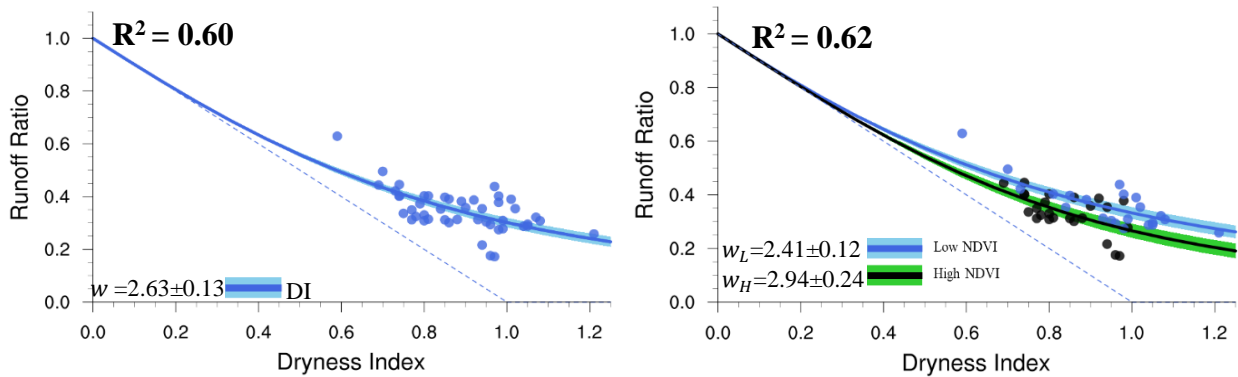 R² = 0.60
Runoff Ratio
1.0
0.8
0.6
0.4
0.2
0.0
w =2.63±0.13 DI
0.0 0.2 0.4 0.6 0.8 1.0 1.2
Dryness Index
R² = 0.62
Runoff Ratio
1.0
0.8
0.6
0.4
0.2
0.0
w_L=2.41±0.12 Low NDVI
w_H=2.94±0.24 High NDVI
0.0 0.2 0.4 0.6 0.8 1.0 1.2
Dryness Index